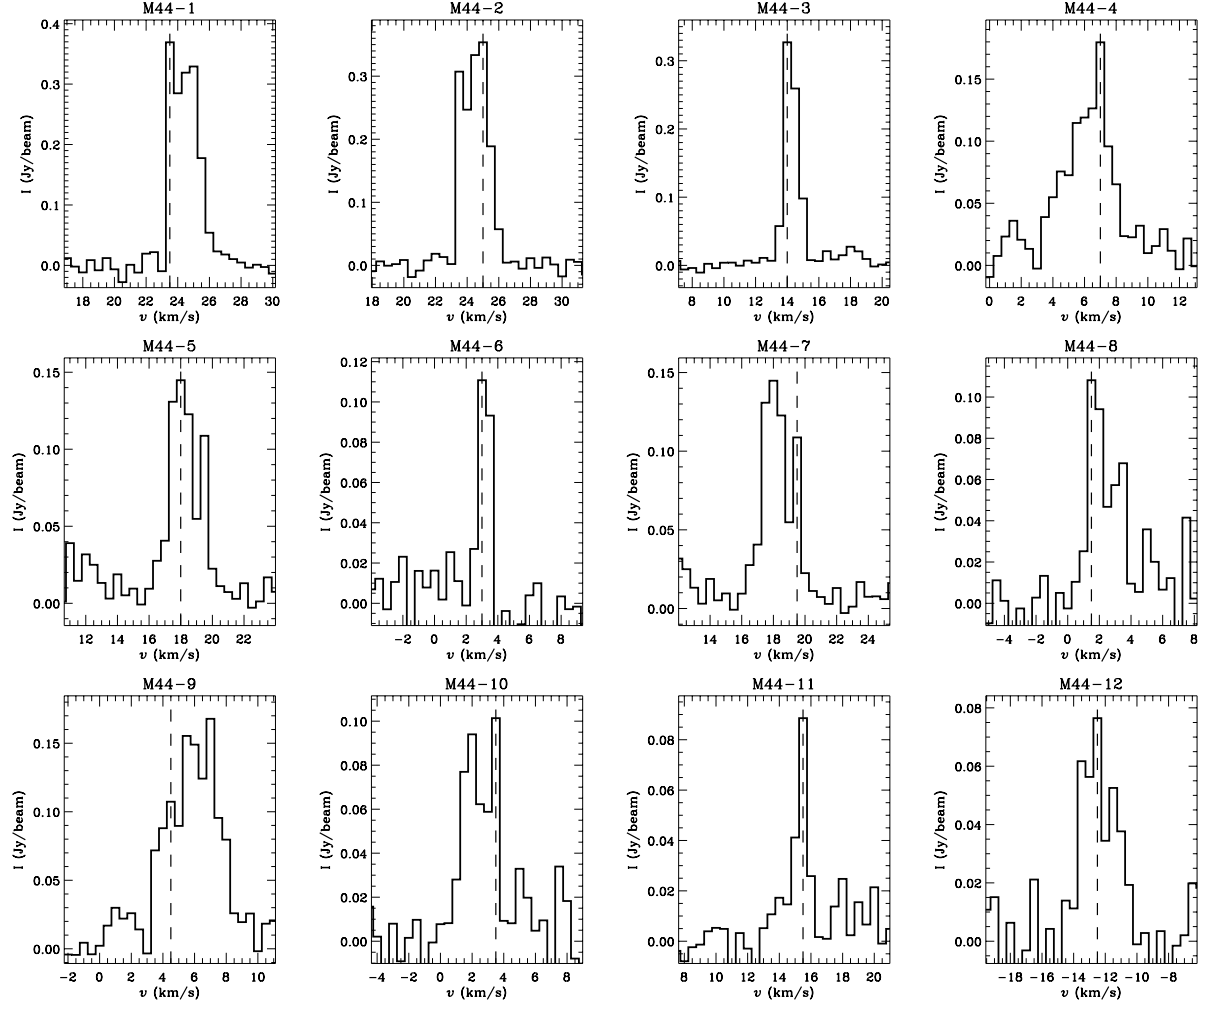 M44-1
I (Jy/beam)
0.4
0.3
0.2
0.1
0.0
18 20 22 24 26 28 30
v (km/s)
M44-2
I (Jy/beam)
0.3
0.2
0.1
0.0
18 20 22 24 26 28 30
v (km/s)
M44-3
I (Jy/beam)
0.3
0.2
0.1
0.0
8 10 12 14 16 18 20
v (km/s)
M44-4
I (Jy/beam)
0.15
0.10
0.05
0.00
0 2 4 6 8 10 12
v (km/s)
M44-5
I (Jy/beam)
0.15
0.10
0.05
0.00
12 14 16 18 20 22
v (km/s)
M44-6
I (Jy/beam)
0.12
0.10
0.08
0.06
0.04
0.02
0.00
-2 0 2 4 6 8
v (km/s)
M44-7
I (Jy/beam)
0.15
0.10
0.05
0.00
14 16 18 20 22 24
v (km/s)
M44-8
I (Jy/beam)
0.10
0.08
0.06
0.04
0.02
0.00
-4 -2 0 2 4 6 8
v (km/s)
M44-9
I (Jy/beam)
0.15
0.10
0.05
0.00
-2 0 2 4 6 8 10
v (km/s)
M44-10
I (Jy/beam)
0.10
0.08
0.06
0.04
0.02
0.00
-4 -2 0 2 4 6 8
v (km/s)
M44-11
I (Jy/beam)
0.08
0.06
0.04
0.02
0.00
8 10 12 14 16 18 20
v (km/s)
M44-12
I (Jy/beam)
0.08
0.06
0.04
0.02
0.00
-18 -16 -14 -12 -10 -8
v (km/s)